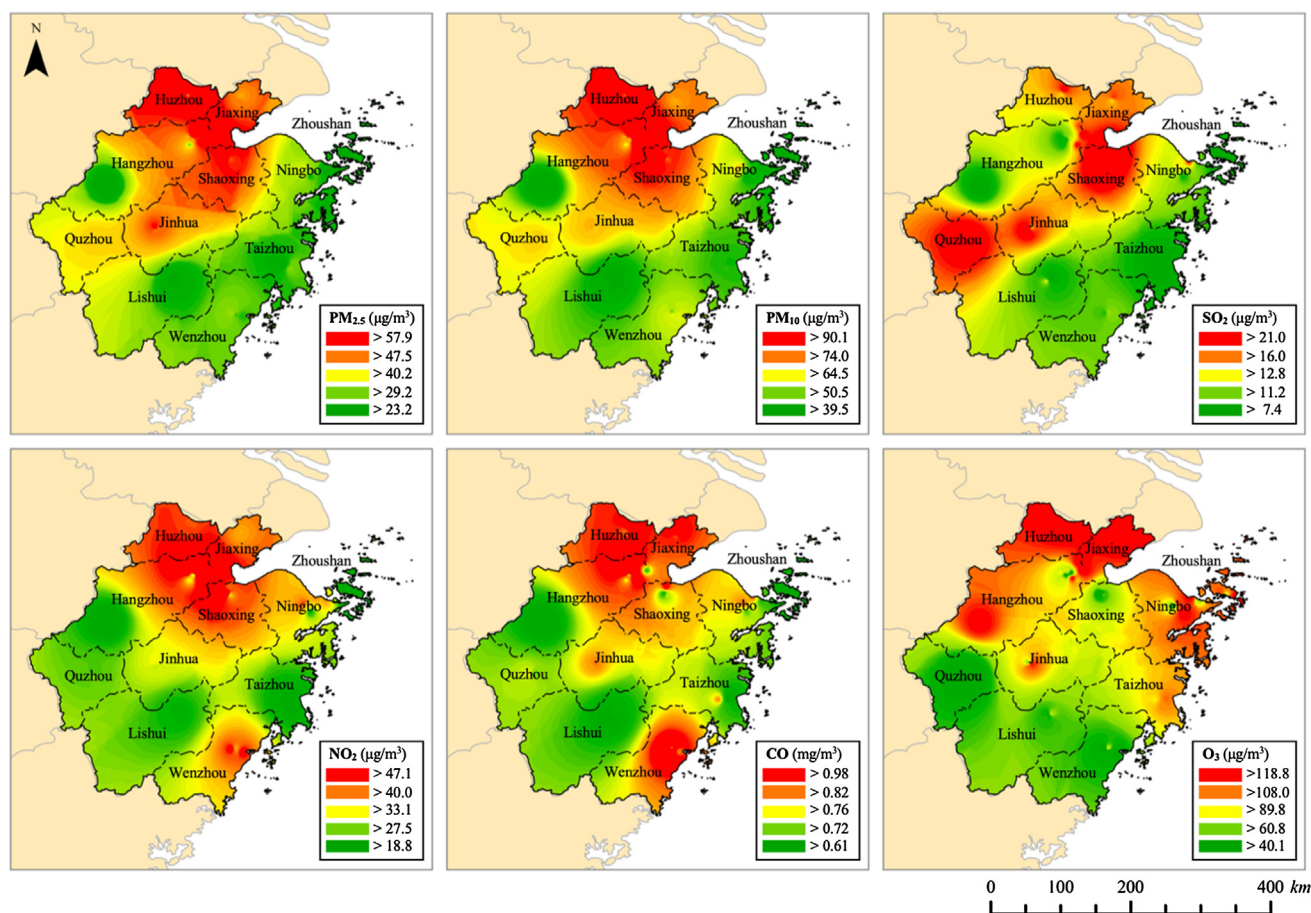 N
Huzhou
Jiaxing
Zhoushan
Hangzhou
Shaoxing
Ningbo
Jinhua
Quzhou
Taizhou
Lishui
Wenzhou
PM2.5 (μg/m³)
> 57.9
> 47.5
> 40.2
> 29.2
> 23.2
Huzhou
Jiaxing
Zhoushan
Hangzhou
Shaoxing
Ningbo
Jinhua
Quzhou
Taizhou
Lishui
Wenzhou
PM10 (μg/m³)
> 90.1
> 74.0
> 64.5
> 50.5
> 39.5
Huzhou
Jiaxing
Zhoushan
Hangzhou
Shaoxing
Ningbo
Jinhua
Quzhou
Taizhou
Lishui
Wenzhou
SO2 (μg/m³)
> 21.0
> 16.0
> 12.8
> 11.2
> 7.4
Huzhou
Jiaxing
Zhoushan
Hangzhou
Shaoxing
Ningbo
Jinhua
Quzhou
Taizhou
Lishui
Wenzhou
NO2 (μg/m³)
> 47.1
> 40.0
> 33.1
> 27.5
> 18.8
Huzhou
Jiaxing
Zhoushan
Hangzhou
Shaoxing
Ningbo
Jinhua
Quzhou
Taizhou
Lishui
Wenzhou
CO (mg/m³)
> 0.98
> 0.82
> 0.76
> 0.72
> 0.61
Huzhou
Jiaxing
Zhoushan
Hangzhou
Shaoxing
Ningbo
Jinhua
Quzhou
Taizhou
Lishui
Wenzhou
O3 (μg/m³)
>118.8
>108.0
> 89.8
> 60.8
> 40.1
0 100 200 400 km